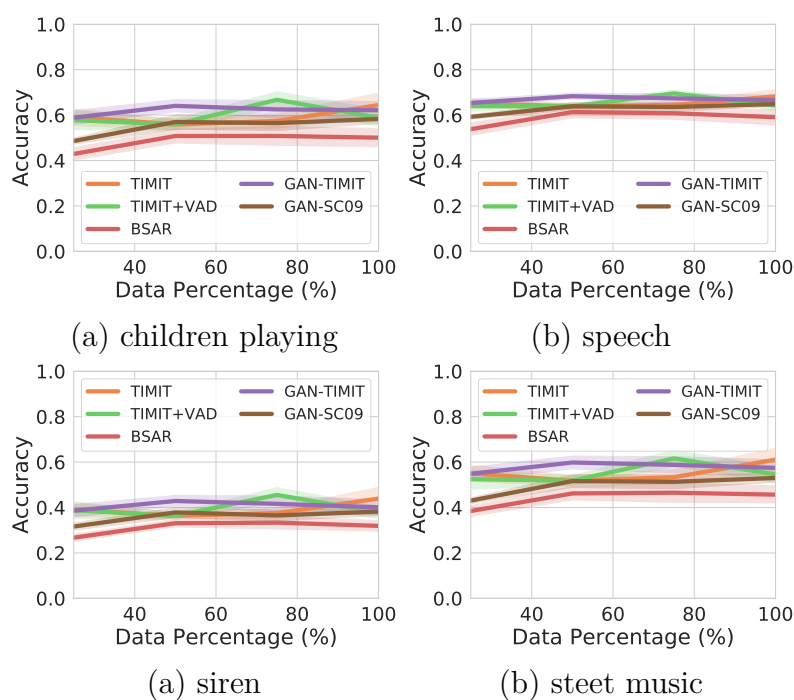 1.0
0.8
0.6
0.4
0.2
0.0
Accuracy
TIMIT
TIMIT+VAD
BSAR
GAN-TIMIT
GAN-SC09
40 60 80 100
Data Percentage (%)
(a) children playing
1.0
0.8
0.6
0.4
0.2
0.0
Accuracy
TIMIT
TIMIT+VAD
BSAR
GAN-TIMIT
GAN-SC09
40 60 80 100
Data Percentage (%)
(b) speech
1.0
0.8
0.6
0.4
0.2
0.0
Accuracy
TIMIT
TIMIT+VAD
BSAR
GAN-TIMIT
GAN-SC09
40 60 80 100
Data Percentage (%)
(a) siren
1.0
0.8
0.6
0.4
0.2
0.0
Accuracy
TIMIT
TIMIT+VAD
BSAR
GAN-TIMIT
GAN-SC09
40 60 80 100
Data Percentage (%)
(b) steet music